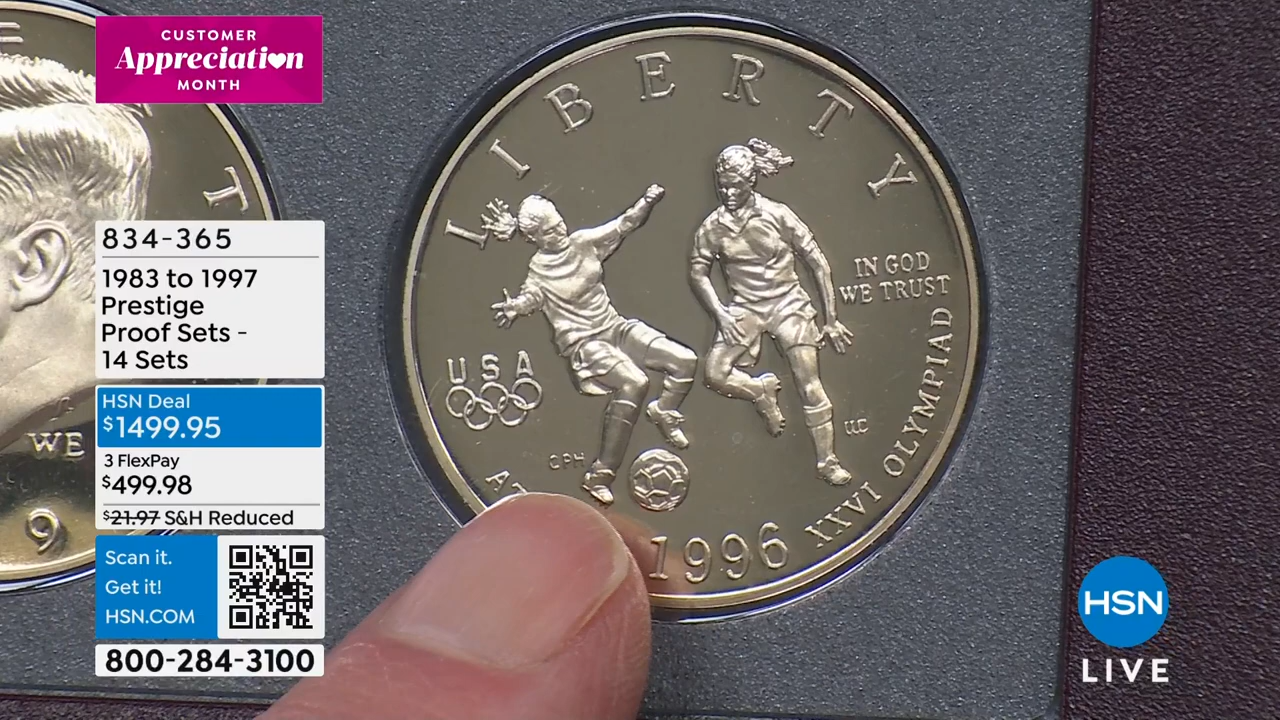 CUSTOMER
Appreciation
MONTH
834-365
1983 to 1997
Prestige
Proof Sets -
14 Sets
HSN Deal
$1499.95
3 FlexPay
$499.98
$21.97 S&H Reduced
Scan it.
Get it!
HSN.COM
800-284-3100
T
WE
9
LIBERTY
IN GOD
WE TRUST
USA
CPH
1996
XXVI OLYMPIAD
HSN
LIVE